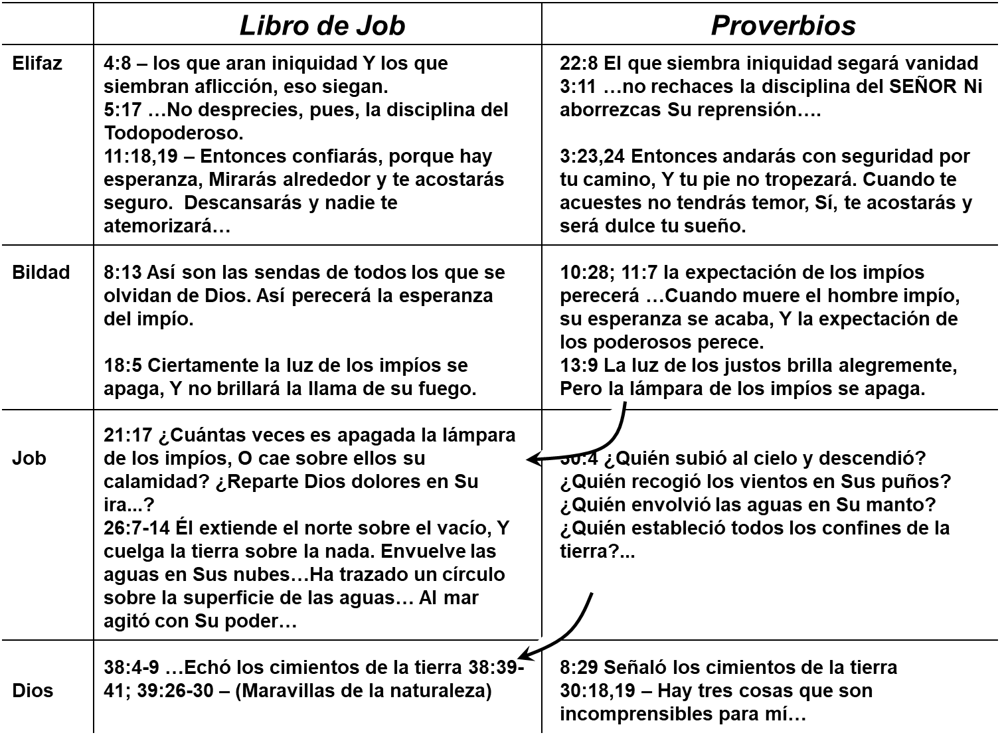 Libro de Job
Proverbios
Elifaz
4:8 – los que aran iniquidad Y los que
siembran aflicción, eso siegan.
5:17 …No desprecies, pues, la disciplina del
Todopoderoso.
11:18,19 – Entonces confiarás, porque hay
esperanza, Mirarás alrededor y te acostarás
seguro.  Descansarás y nadie te
atemorizará…
22:8 El que siembra iniquidad segará vanidad
3:11 …no rechaces la disciplina del SEÑOR Ni
aborrezcas Su reprensión….
3:23,24 Entonces andarás con seguridad por
tu camino, Y tu pie no tropezará. Cuando te
acuestes no tendrás temor, Sí, te acostarás y
será dulce tu sueño.
Bildad
8:13 Así son las sendas de todos los que se
olvidan de Dios. Así perecerá la esperanza
del impío.
18:5 Ciertamente la luz de los impíos se
apaga, Y no brillará la llama de su fuego.
10:28; 11:7 la expectación de los impíos
perecerá …Cuando muere el hombre impío,
su esperanza se acaba, Y la expectación de
los poderosos perece.
13:9 La luz de los justos brilla alegremente,
Pero la lámpara de los impíos se apaga.
Job
21:17 ¿Cuántas veces es apagada la lámpara
de los impíos, O cae sobre ellos su
calamidad? ¿Reparte Dios dolores en Su
ira...?
26:7-14 Él extiende el norte sobre el vacío, Y
cuelga la tierra sobre la nada. Envuelve las
aguas en Sus nubes…Ha trazado un círculo
sobre la superficie de las aguas… Al mar
agitó con Su poder…
30:4 ¿Quién subió al cielo y descendió?
¿Quién recogió los vientos en Sus puños?
¿Quién envolvió las aguas en Su manto?
¿Quién estableció todos los confines de la
tierra?...
Dios
38:4-9 …Echó los cimientos de la tierra 38:39-
41; 39:26-30 – (Maravillas de la naturaleza)
8:29 Señaló los cimientos de la tierra
30:18,19 – Hay tres cosas que son
incomprensibles para mí…